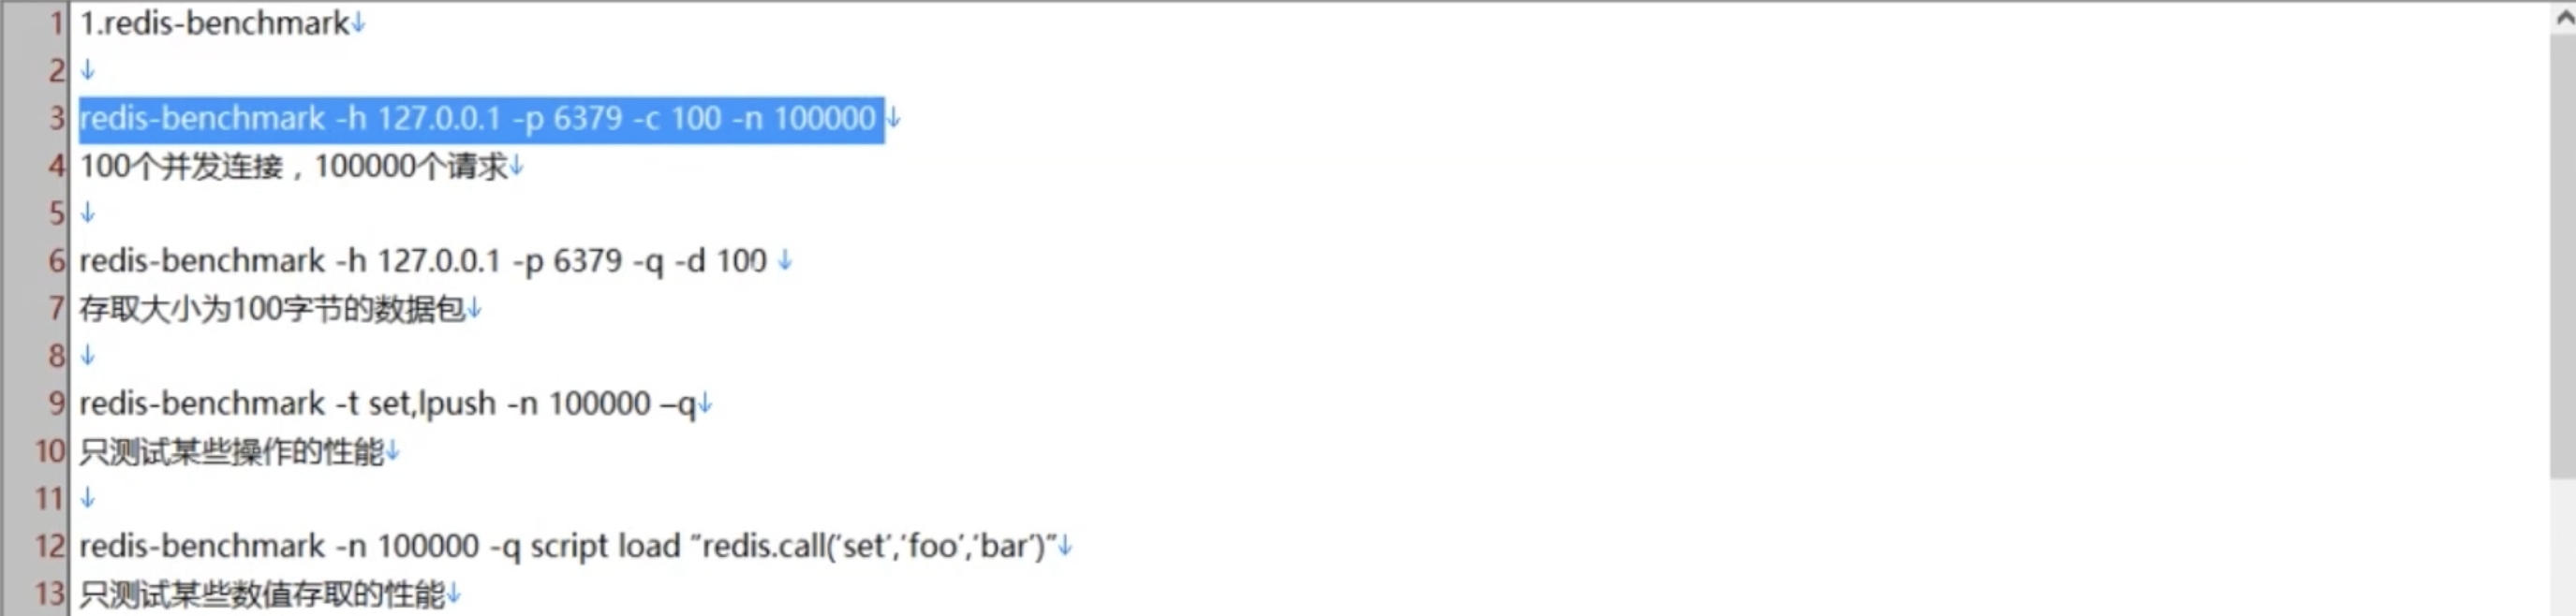 1 1.redis-benchmark↓
2 ↓
3 redis-benchmark -h 127.0.0.1 -p 6379 -c 100 -n 100000 ↓
4 100个并发连接，100000个请求↓
5 ↓
6 redis-benchmark -h 127.0.0.1 -p 6379 -q -d 100 ↓
7 存取大小为100字节的数据包↓
8 ↓
9 redis-benchmark -t set,lpush -n 100000 –q↓
10 只测试某些操作的性能↓
11 ↓
12 redis-benchmark -n 100000 -q script load “redis.call(‘set’,‘foo’,‘bar’)”↓
13 只测试某些数值存取的性能↓